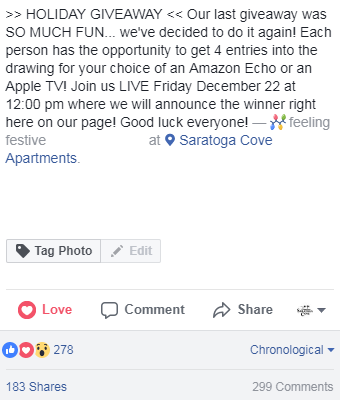 >> HOLIDAY GIVEAWAY << Our last giveaway was
SO MUCH FUN... we've decided to do it again! Each
person has the opportunity to get 4 entries into the
drawing for your choice of an Amazon Echo or an
Apple TV! Join us LIVE Friday December 22 at
12:00 pm where we will announce the winner right
here on our page! Good luck everyone! — feeling
festive at Saratoga Cove
Apartments.
Tag Photo Edit
Love Comment Share
278 Chronological
183 Shares 299 Comments